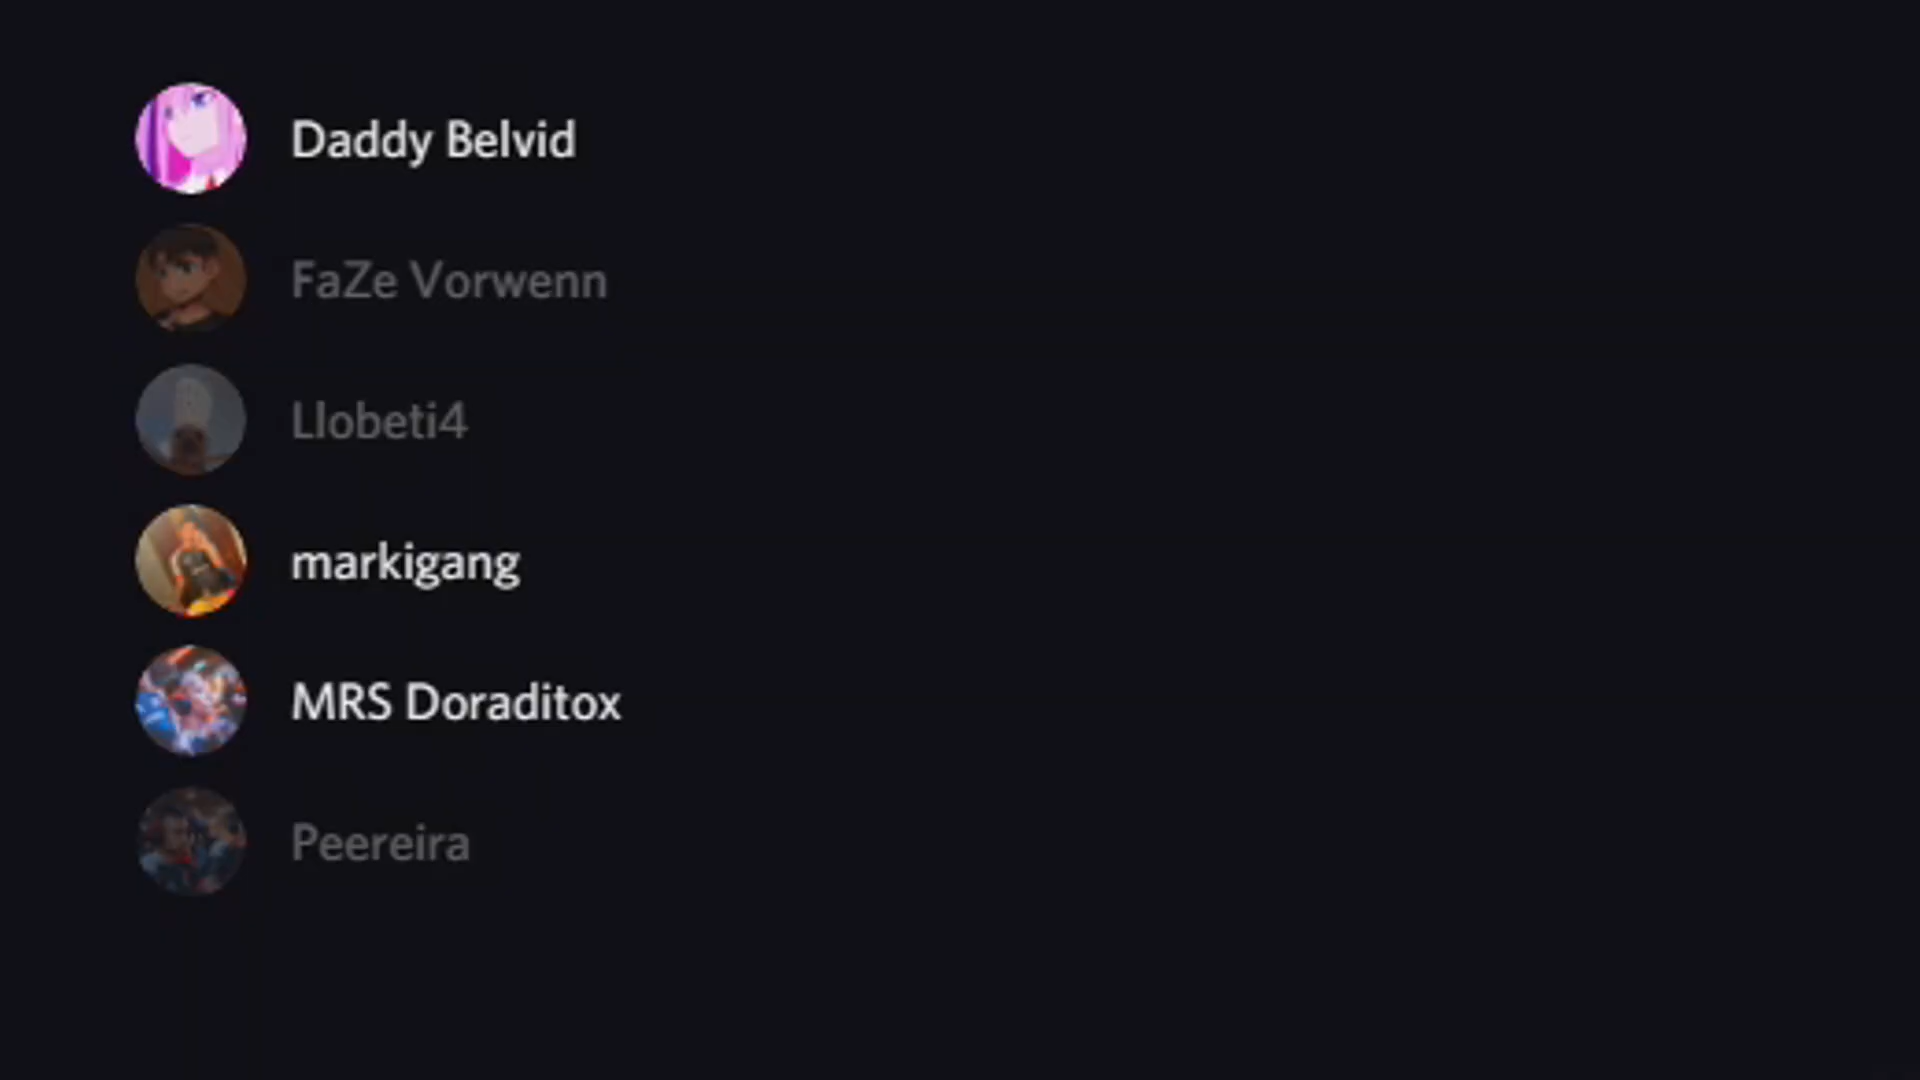 Daddy Belvid
FaZe Vorwenn
Llobeti4
markigang
MRS Doraditox
Peereira